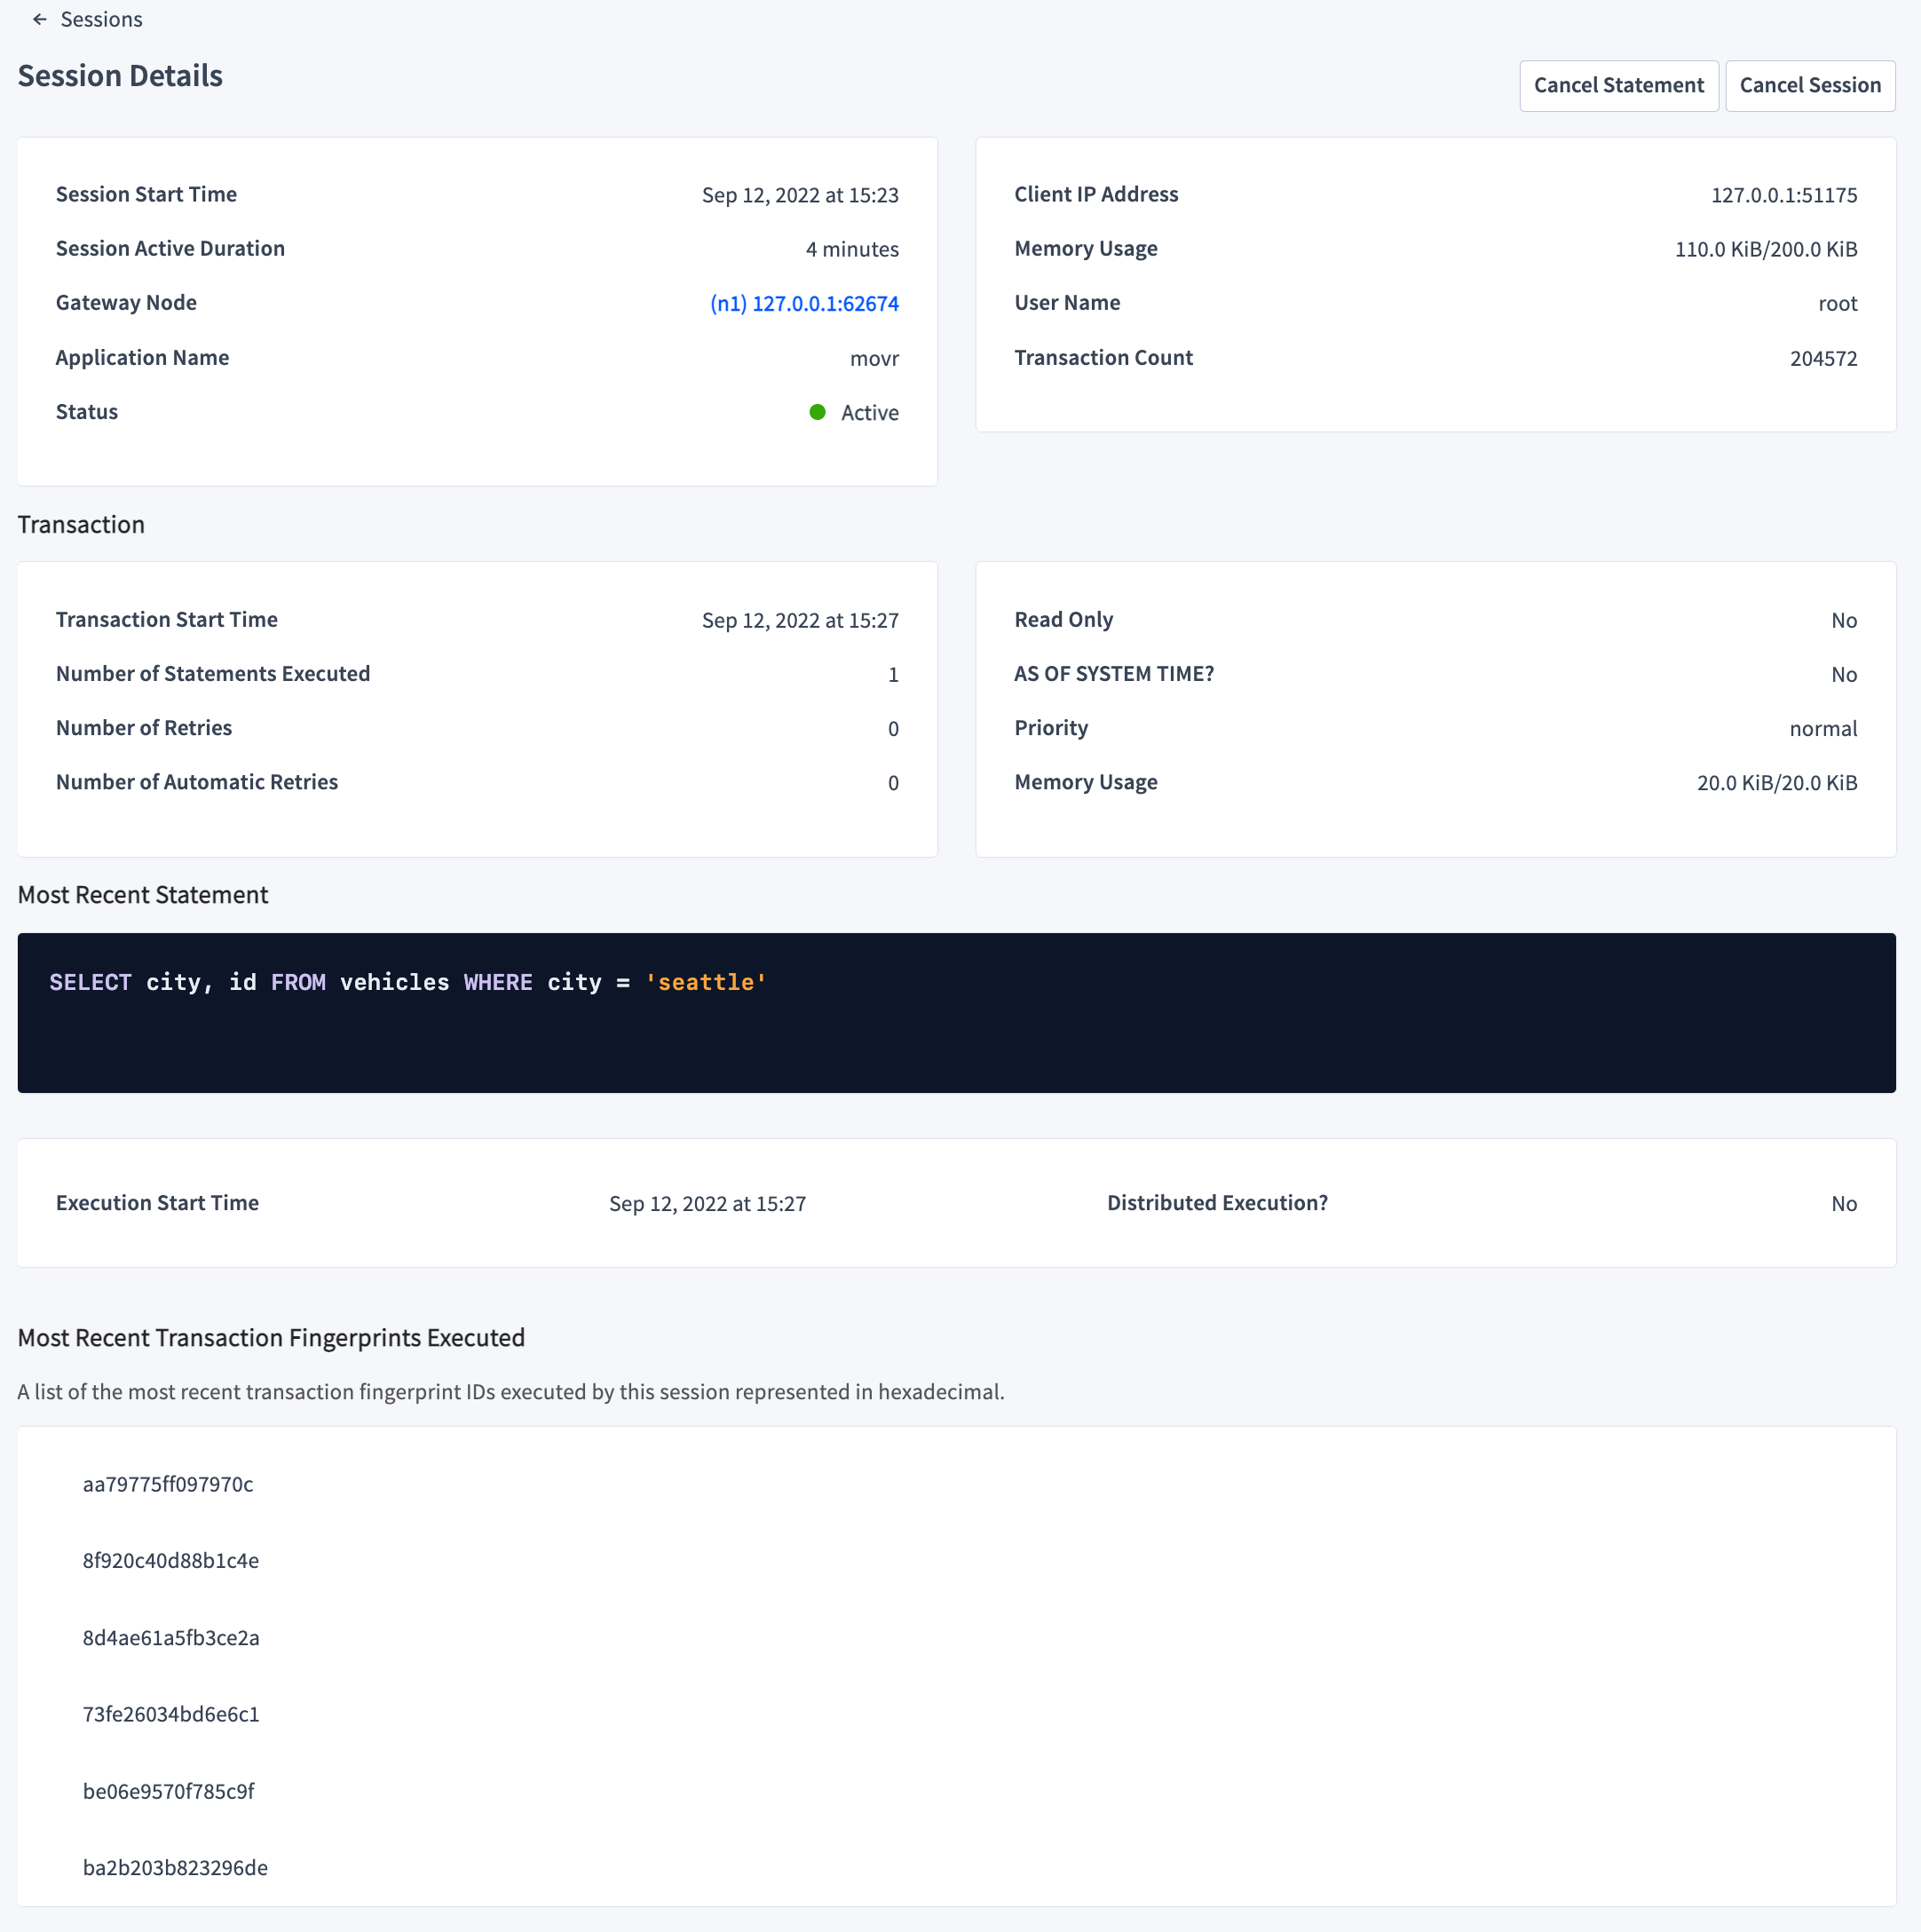 ← Sessions
Session Details
Cancel Statement Cancel Session
Session Start Time Sep 12, 2022 at 15:23
Session Active Duration 4 minutes
Gateway Node (n1) 127.0.0.1:62674
Application Name movr
Status Active
Client IP Address 127.0.0.1:51175
Memory Usage 110.0 KiB/200.0 KiB
User Name root
Transaction Count 204572
Transaction
Transaction Start Time Sep 12, 2022 at 15:27
Number of Statements Executed 1
Number of Retries 0
Number of Automatic Retries 0
Read Only No
AS OF SYSTEM TIME? No
Priority normal
Memory Usage 20.0 KiB/20.0 KiB
Most Recent Statement
SELECT city, id FROM vehicles WHERE city = 'seattle'
Execution Start Time Sep 12, 2022 at 15:27 Distributed Execution? No
Most Recent Transaction Fingerprints Executed
A list of the most recent transaction fingerprint IDs executed by this session represented in hexadecimal.
aa79775ff097970c
8f920c40d88b1c4e
8d4ae61a5fb3ce2a
73fe26034bd6e6c1
be06e9570f785c9f
ba2b203b823296de